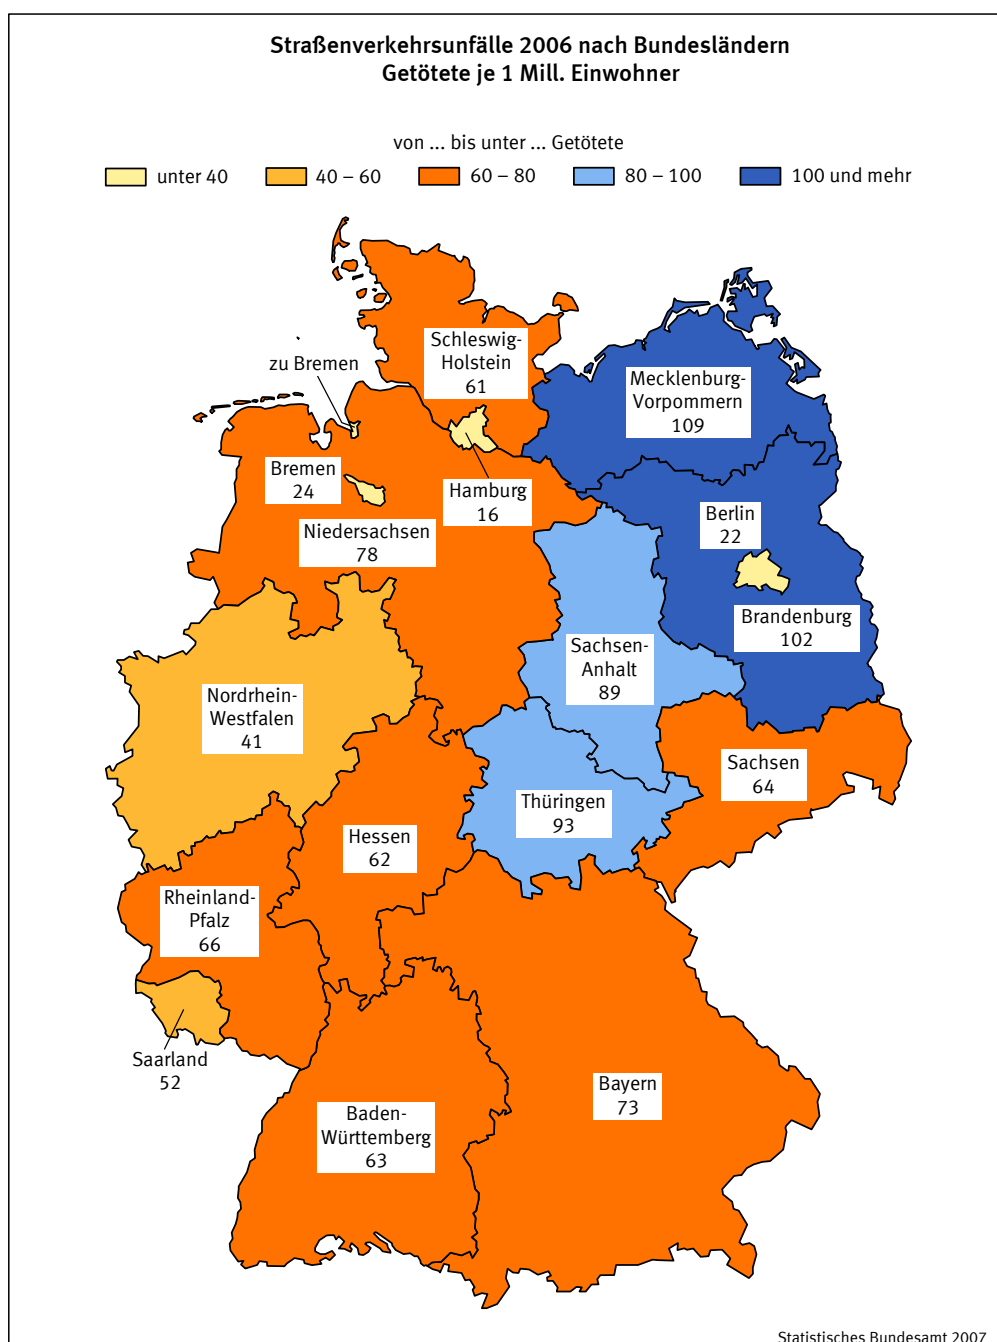 Straßenverkehrsunfälle 2006 nach Bundesländern
Getötete je 1 Mill. Einwohner
von ... bis unter ... Getötete
unter 40
40 – 60
60 – 80
80 – 100
100 und mehr
Schleswig-
Holstein
61
zu Bremen
Mecklenburg-
Vorpommern
109
Bremen
24
Hamburg
16
Niedersachsen
78
Berlin
22
Brandenburg
102
Sachsen-
Anhalt
89
Nordrhein-
Westfalen
41
Sachsen
64
Thüringen
93
Hessen
62
Rheinland-
Pfalz
66
Saarland
52
Bayern
73
Baden-
Württemberg
63
Statistisches Bundesamt 2007